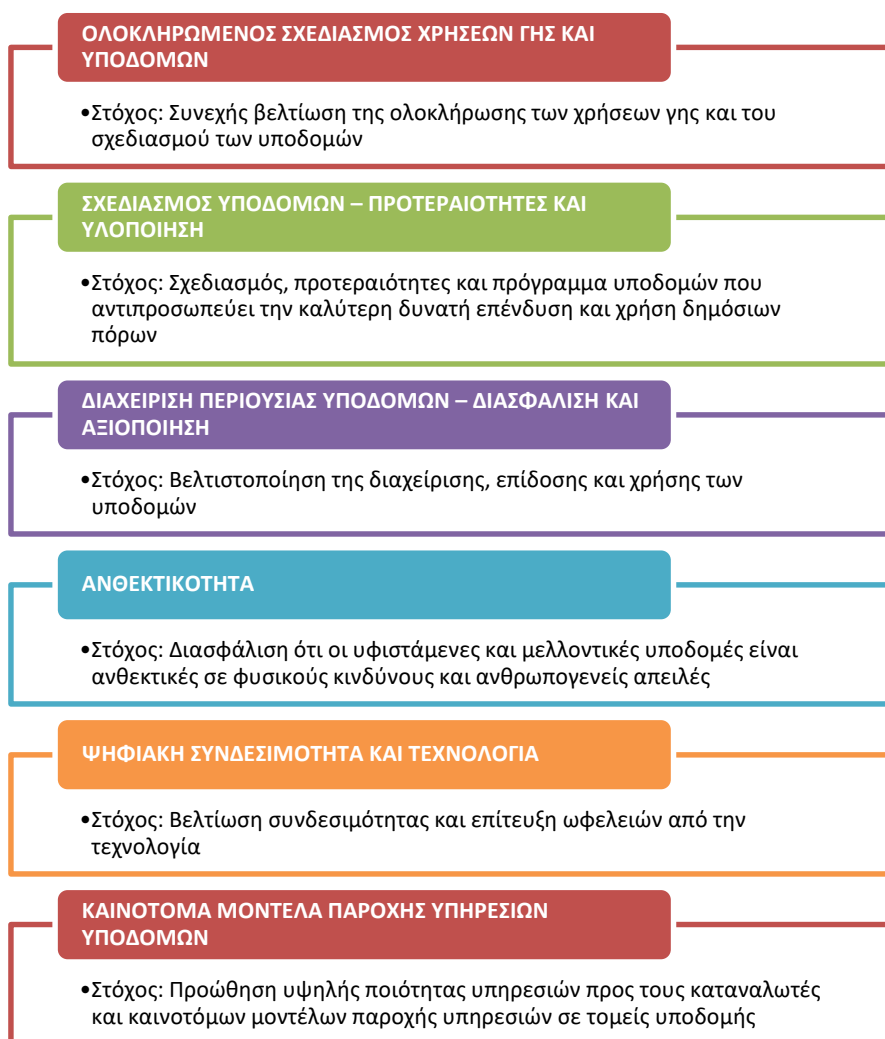 ΟΛΟΚΛΗΡΩΜΕΝΟΣ ΣΧΕΔΙΑΣΜΟΣ ΧΡΗΣΕΩΝ ΓΗΣ ΚΑΙ
ΥΠΟΔΟΜΩΝ
•Στόχος: Συνεχής βελτίωση της ολοκλήρωσης των χρήσεων γης και του
σχεδιασμού των υποδομών
ΣΧΕΔΙΑΣΜΟΣ ΥΠΟΔΟΜΩΝ – ΠΡΟΤΕΡΑΙΟΤΗΤΕΣ ΚΑΙ
ΥΛΟΠΟΙΗΣΗ
•Στόχος: Σχεδιασμός, προτεραιότητες και πρόγραμμα υποδομών που
αντιπροσωπεύει την καλύτερη δυνατή επένδυση και χρήση δημόσιων
πόρων
ΔΙΑΧΕΙΡΙΣΗ ΠΕΡΙΟΥΣΙΑΣ ΥΠΟΔΟΜΩΝ – ΔΙΑΣΦΑΛΙΣΗ ΚΑΙ
ΑΞΙΟΠΟΙΗΣΗ
•Στόχος: Βελτιστοποίηση της διαχείρισης, επίδοσης και χρήσης των
υποδομών
ΑΝΘΕΚΤΙΚΟΤΗΤΑ
•Στόχος: Διασφάλιση ότι οι υφιστάμενες και μελλοντικές υποδομές είναι
ανθεκτικές σε φυσικούς κινδύνους και ανθρωπογενείς απειλές
ΨΗΦΙΑΚΗ ΣΥΝΔΕΣΙΜΟΤΗΤΑ ΚΑΙ ΤΕΧΝΟΛΟΓΙΑ
•Στόχος: Βελτίωση συνδεσιμότητας και επίτευξη ωφελειών από την
τεχνολογία
ΚΑΙΝΟΤΟΜΑ ΜΟΝΤΕΛΑ ΠΑΡΟΧΗΣ ΥΠΗΡΕΣΙΩΝ
ΥΠΟΔΟΜΩΝ
•Στόχος: Προώθηση υψηλής ποιότητας υπηρεσιών προς τους καταναλωτές
και καινοτόμων μοντέλων παροχής υπηρεσιών σε τομείς υποδομής